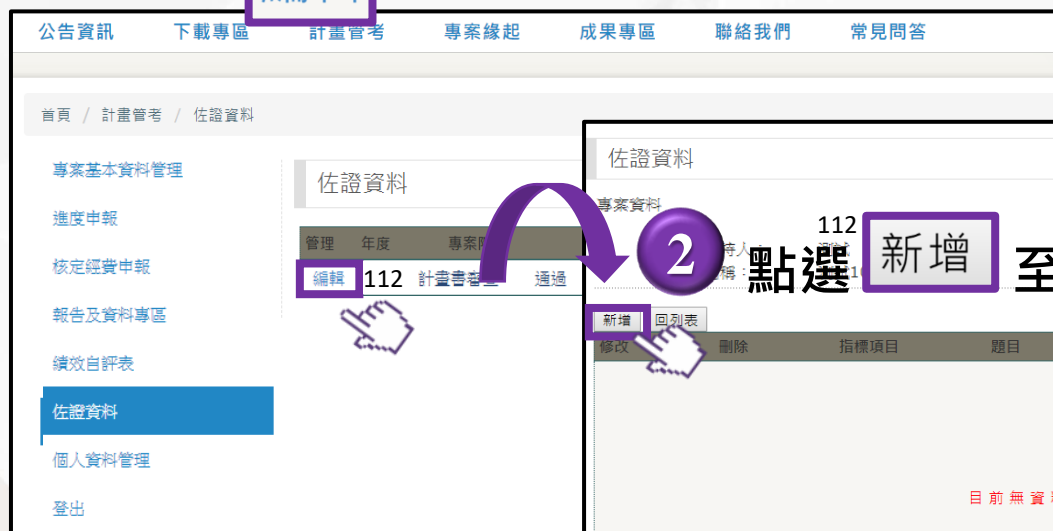 公告資訊 下載專區 計畫管考 專案緣起 成果專區 聯絡我們 常見問答
首頁 / 計畫管考 / 佐證資料
專案基本資料管理
進度申報
核定經費申報
報告及資料專區
績效自評表
佐證資料
個人資料管理
登出
佐證資料
管理 年度
編輯 112 計畫書審查 通過
佐證資料
專案資料
112
2 點選 新增 至
新增 回列表
修改 刪除 指標項目 題目
目前無資